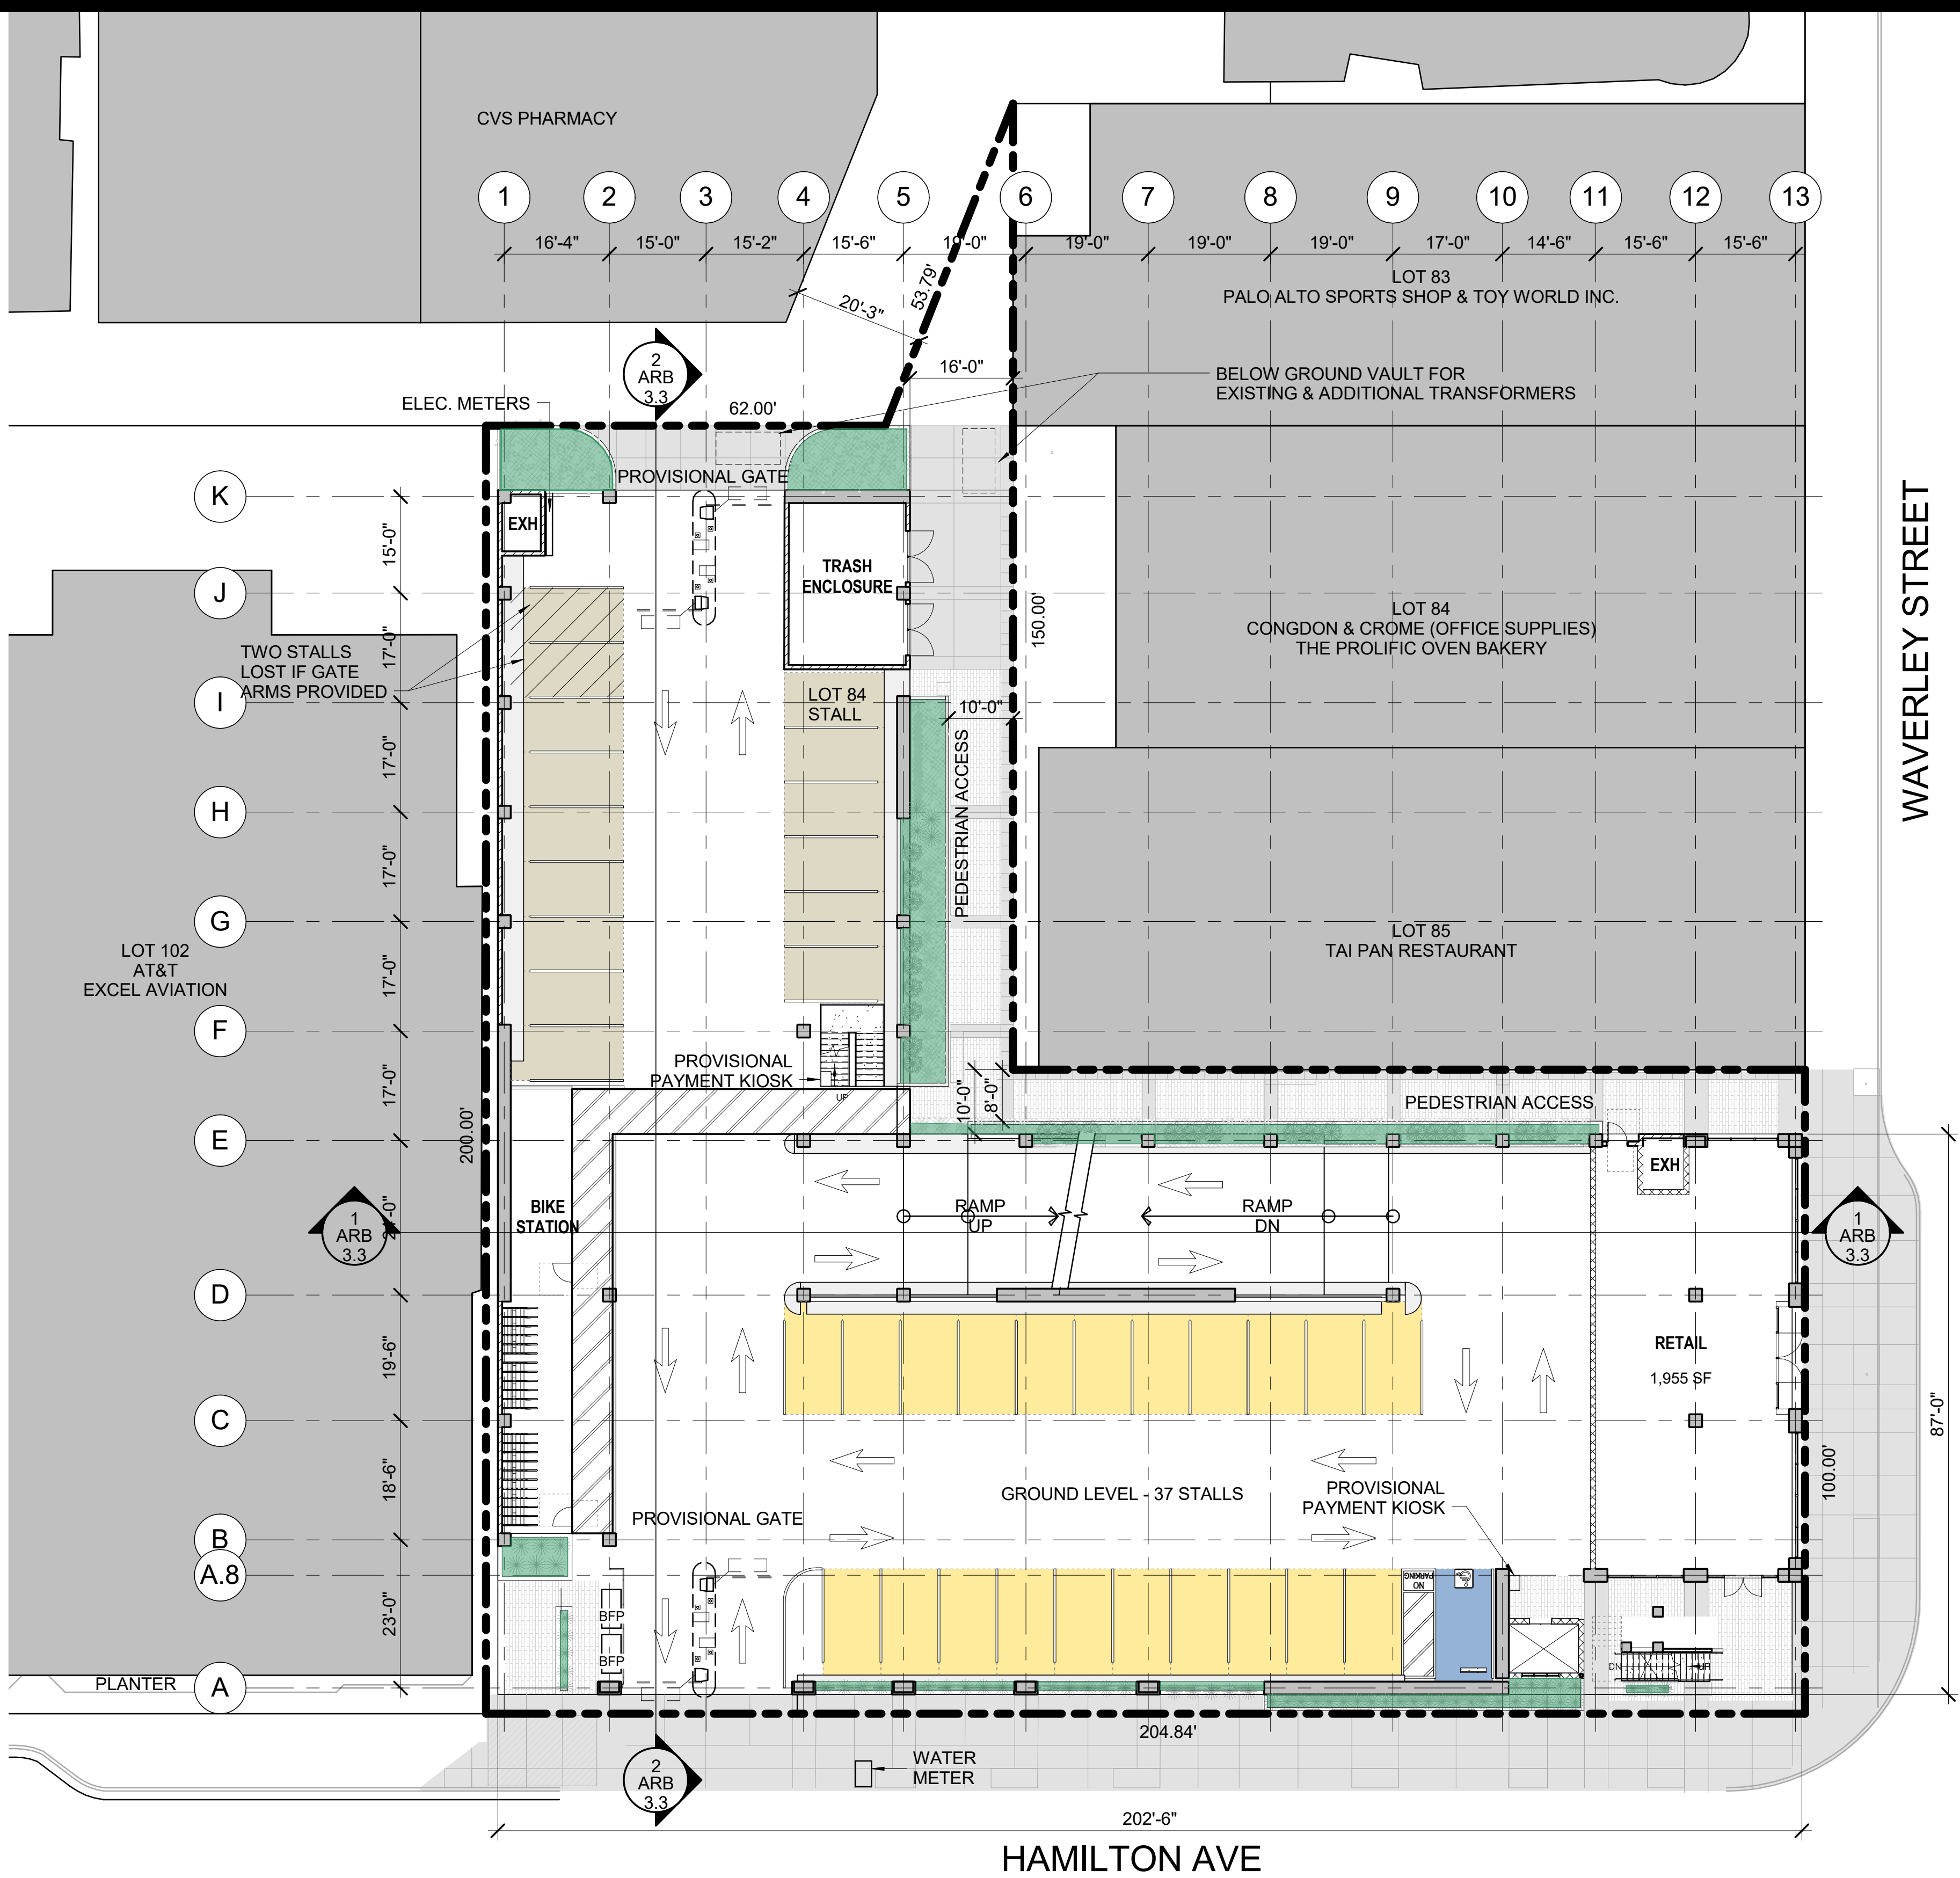 CVS PHARMACY
1
2
3
4
5
6
7
8
9
10
11
12
13
16'-4"
15'-0"
15'-2"
15'-6"
19'-0"
19'-0"
19'-0"
19'-0"
17'-0"
14'-6"
15'-6"
15'-6"
LOT 83
PALO ALTO SPORTS SHOP & TOY WORLD INC.
53.79'
20'-3"
16'-0"
2
ARB
3.3
BELOW GROUND VAULT FOR
EXISTING & ADDITIONAL TRANSFORMERS
ELEC. METERS
62.00'
PROVISIONAL GATE
K
EXH
15'-0"
TRASH
ENCLOSURE
J
150.00'
LOT 84
CONGDON & CROME (OFFICE SUPPLIES)
THE PROLIFIC OVEN BAKERY
WAVERLEY STREET
TWO STALLS
LOST IF GATE
ARMS PROVIDED
17'-0"
I
LOT 84
STALL
10'-0"
17'-0"
PEDESTRIAN ACCESS
H
17'-0"
G
LOT 85
TAI PAN RESTAURANT
LOT 102
AT&T
EXCEL AVIATION
17'-0"
F
PROVISIONAL
PAYMENT KIOSK
UP
17'-0"
10'-0"
8'-0"
PEDESTRIAN ACCESS
E
200.00'
EXH
BIKE
STATION
RAMP
UP
RAMP
DN
1
ARB
3.3
1
ARB
3.3
D
19'-6"
RETAIL
1,955 SF
C
87'-0"
18'-6"
GROUND LEVEL - 37 STALLS
PROVISIONAL
PAYMENT KIOSK
100.00'
PROVISIONAL GATE
B
A.8
NO
PARKING
23'-0"
BFP
BFP
DN
UP
PLANTER
A
204.84'
2
ARB
3.3
WATER
METER
202'-6"
HAMILTON AVE